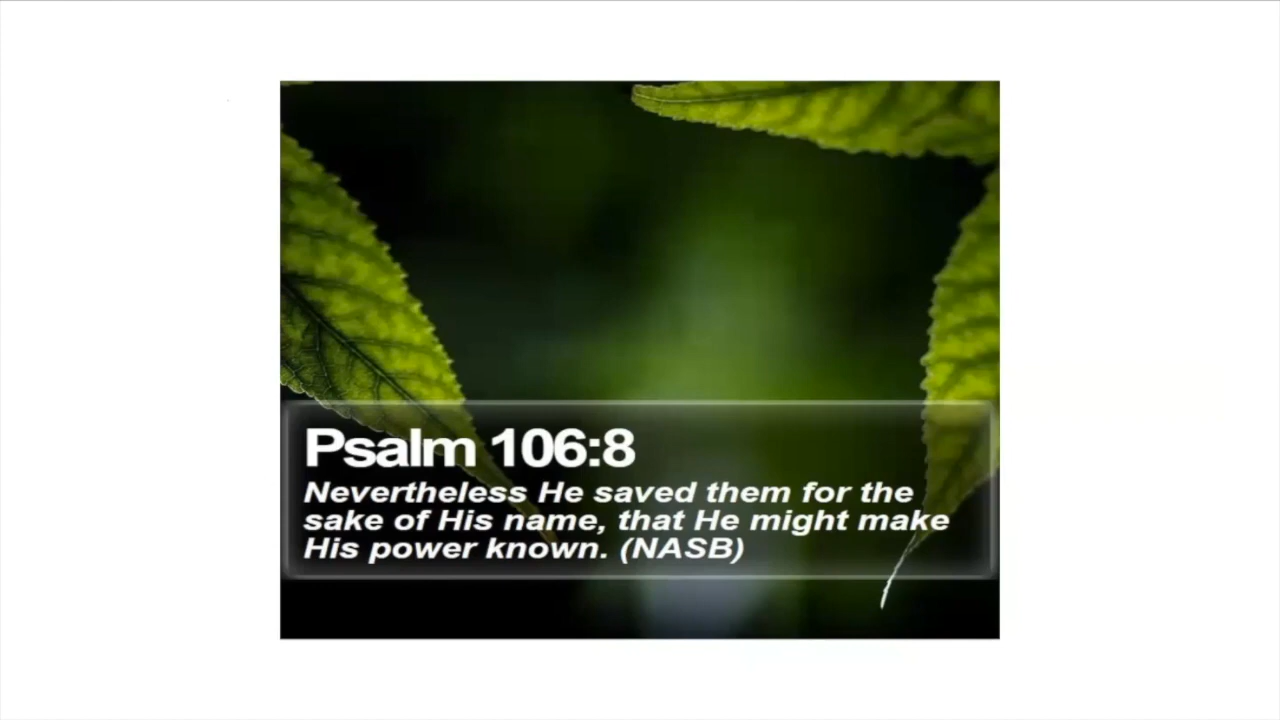 Psalm 106:8
Nevertheless He saved them for the
sake of His name, that He might make
His power known. (NASB)